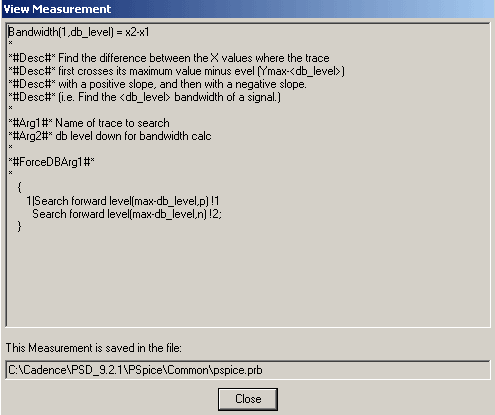 View Measurement
Bandwidth(1,db_level) = x2-x1
*
*#Desc#* Find the difference between the X values where the trace
*#Desc#* first crosses its maximum value minus evel (Ymax-<db_level>)
*#Desc#* with a positive slope, and then with a negative slope.
*#Desc#* (i.e. Find the <db_level> bandwidth of a signal.)
*
*#Arg1#* Name of trace to search
*#Arg2#* db level down for bandwidth calc
*
*#ForceDBArg1#*
*
{
1|Search forward level(max-db_level,p) !1
Search forward level(max-db_level,n) !2;
}
This Measurement is saved in the file:
C:\Cadence\PSD_9.2.1\PSpice\Common\pspice.prb
Close